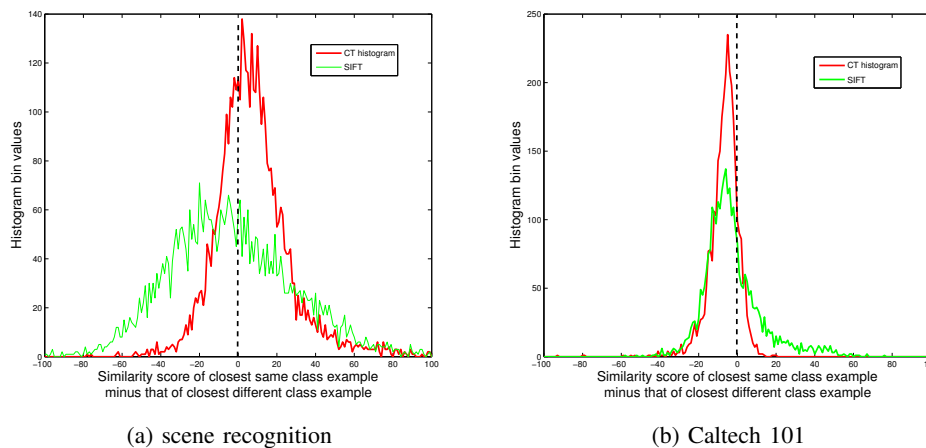 140
120
100
80
60
40
20
0
−100 −80 −60 −40 −20 0 20 40 60 80 100
Histogram bin values
CT histogram
SIFT
Similarity score of closest same class example
minus that of closest different class example
(a) scene recognition
250
200
150
100
50
0
−100 −80 −60 −40 −20 0 20 40 60 80 100
Histogram bin values
CT histogram
SIFT
Similarity score of closest same class example
minus that of closest different class example
(b) Caltech 101